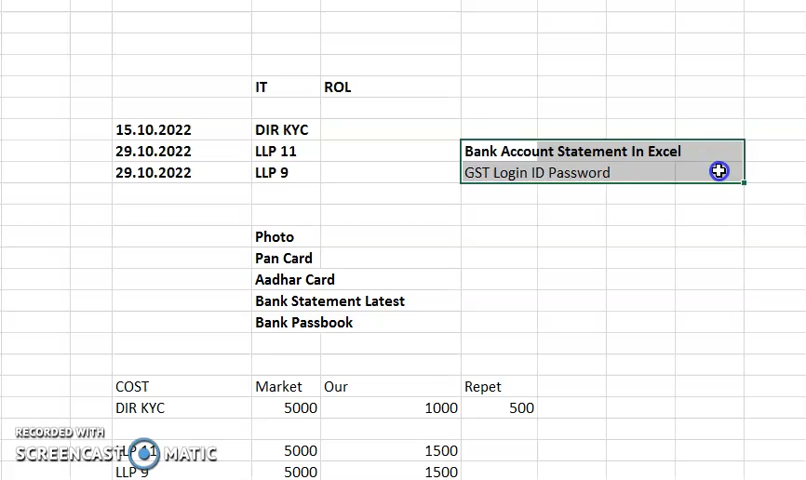 IT ROL
15.10.2022 DIR KYC
29.10.2022 LLP 11 Bank Account Statement In Excel
29.10.2022 LLP 9 GST Login ID Password
Photo
Pan Card
Aadhar Card
Bank Statement Latest
Bank Passbook
COST Market Our Repet
DIR KYC 5000 1000 500
RECORDED WITH
LLP 11 5000 1500
SCREENCAST MATIC
LLP 9 5000 1500